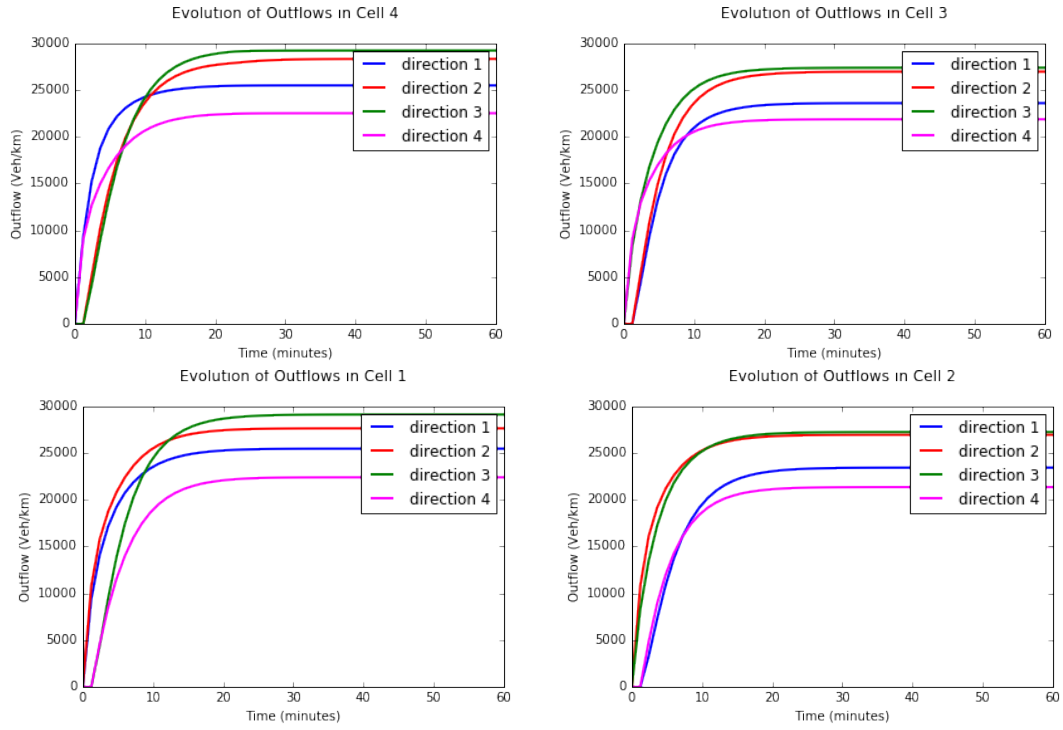 Evolution of Outflows in Cell 4
30000
25000
20000
15000
10000
5000
0
Outflow (Veh/km)
direction 1
direction 2
direction 3
direction 4
0 10 20 30 40 50 60
Time (minutes)
Evolution of Outflows in Cell 3
30000
25000
20000
15000
10000
5000
0
Outflow (Veh/km)
direction 1
direction 2
direction 3
direction 4
0 10 20 30 40 50 60
Time (minutes)
Evolution of Outflows in Cell 1
30000
25000
20000
15000
10000
5000
0
Outflow (Veh/km)
direction 1
direction 2
direction 3
direction 4
0 10 20 30 40 50 60
Time (minutes)
Evolution of Outflows in Cell 2
30000
25000
20000
15000
10000
5000
0
Outflow (Veh/km)
direction 1
direction 2
direction 3
direction 4
0 10 20 30 40 50 60
Time (minutes)